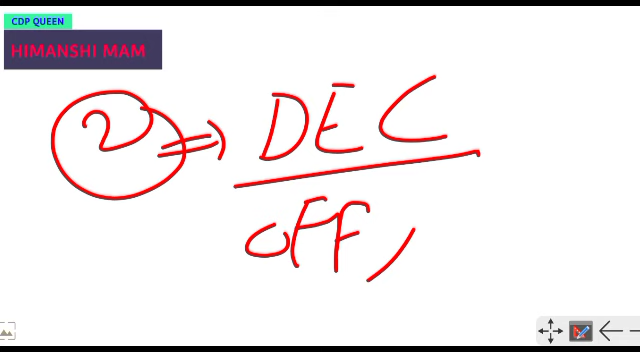 CDP QUEEN
HIMANSHI MAM
2 ⇒ DEC
OFF,